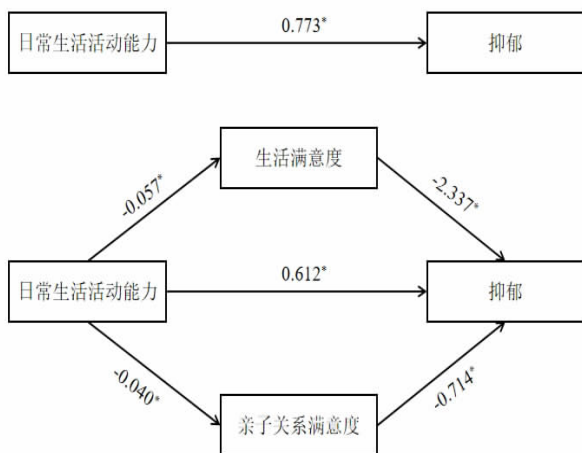 0.773*
日常生活活动能力
抑郁
生活满意度
-0.057*
-2.337*
0.612*
日常生活活动能力
抑郁
-0.040*
-0.714*
亲子关系满意度